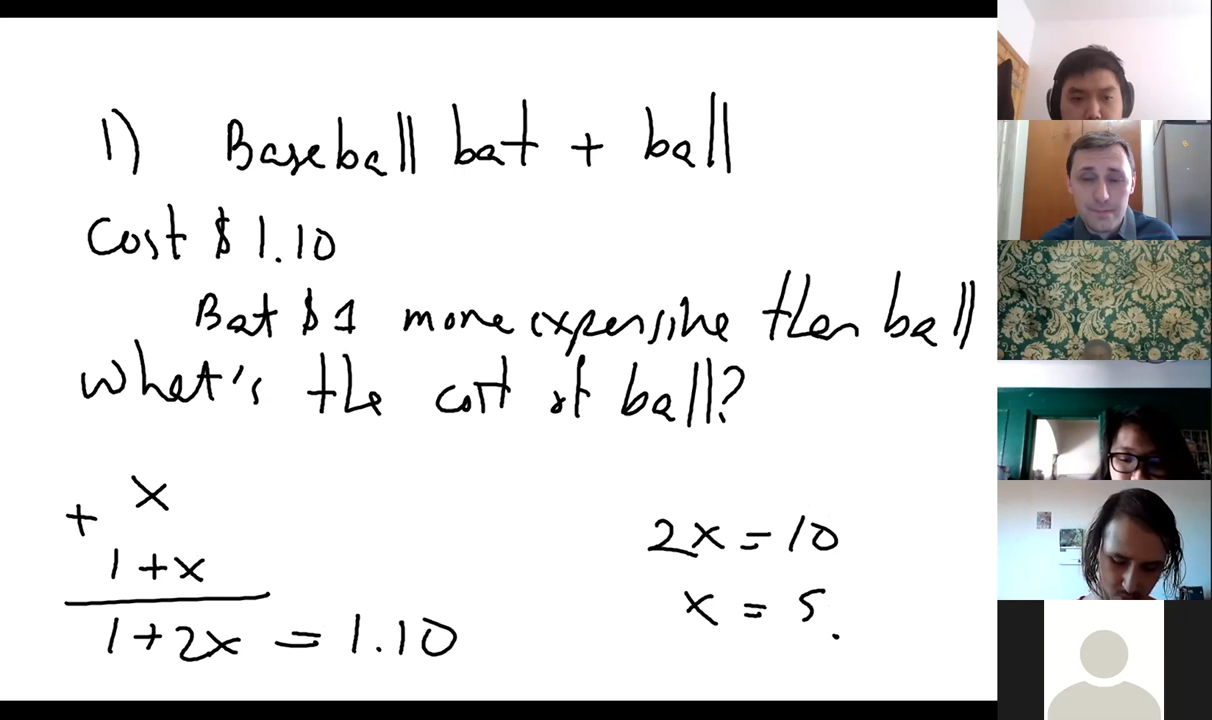 1) Baseball bat + ball
Cost $1.10
Bat $1 more expensive then ball
What's the cost of ball?
x
+
1+x
1+2x = 1.10
2x = 10
x = 5.